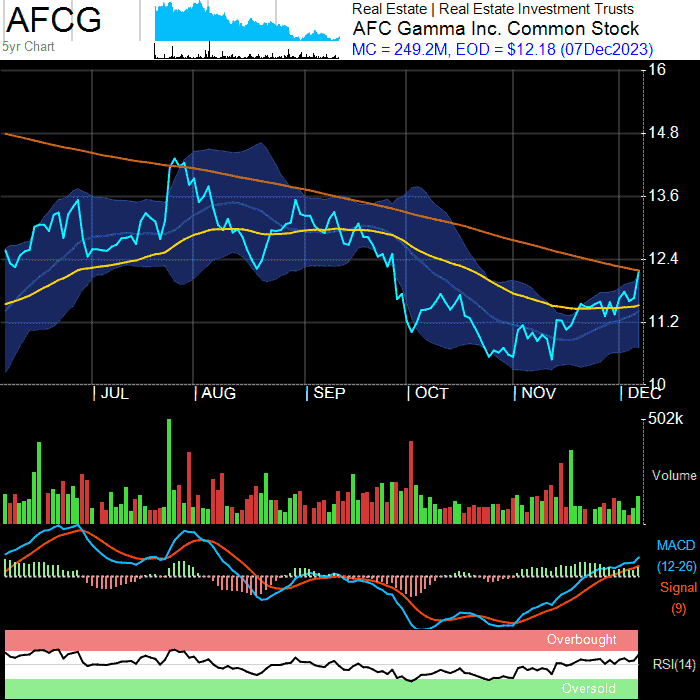 AFCG
5yr Chart
Real Estate | Real Estate Investment Trusts
AFC Gamma Inc. Common Stock
MC = 249.2M, EOD = $12.18 (07Dec2023)
16
14.8
13.6
12.4
11.2
10
JUL
AUG
SEP
OCT
NOV
DEC
502k
Volume
MACD
(12-26)
Signal
(9)
Overbought
RSI(14)
Oversold